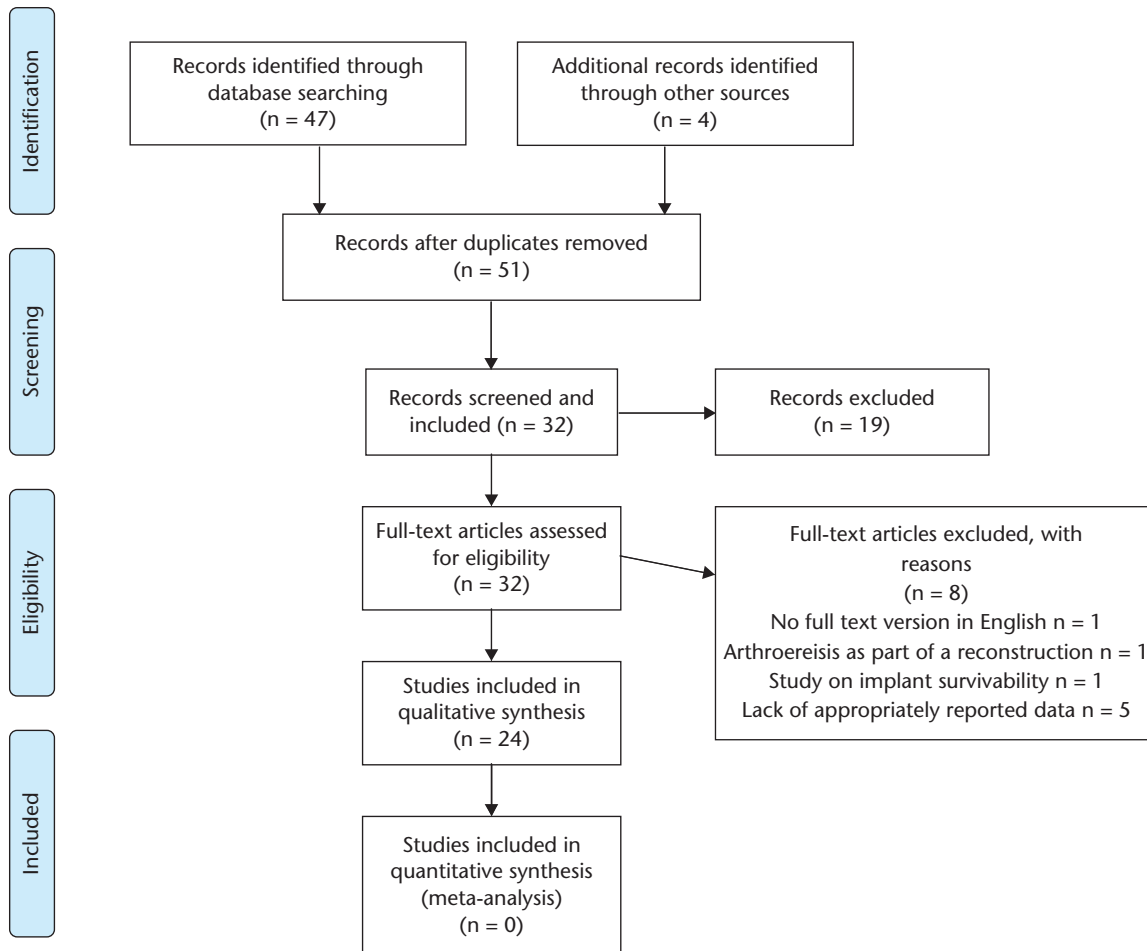 Identification
Records identified through
database searching
(n = 47)
Additional records identified
through other sources
(n = 4)
Screening
Records after duplicates removed
(n = 51)
Records screened and
included (n = 32)
Records excluded
(n = 19)
Eligibility
Full-text articles assessed
for eligibility
(n = 32)
Full-text articles excluded, with
reasons
(n = 8)
No full text version in English n = 1
Arthroereisis as part of a reconstruction n = 1
Study on implant survivability n = 1
Lack of appropriately reported data n = 5
Studies included in
qualitative synthesis
(n = 24)
Included
Studies included in
quantitative synthesis
(meta-analysis)
(n = 0)